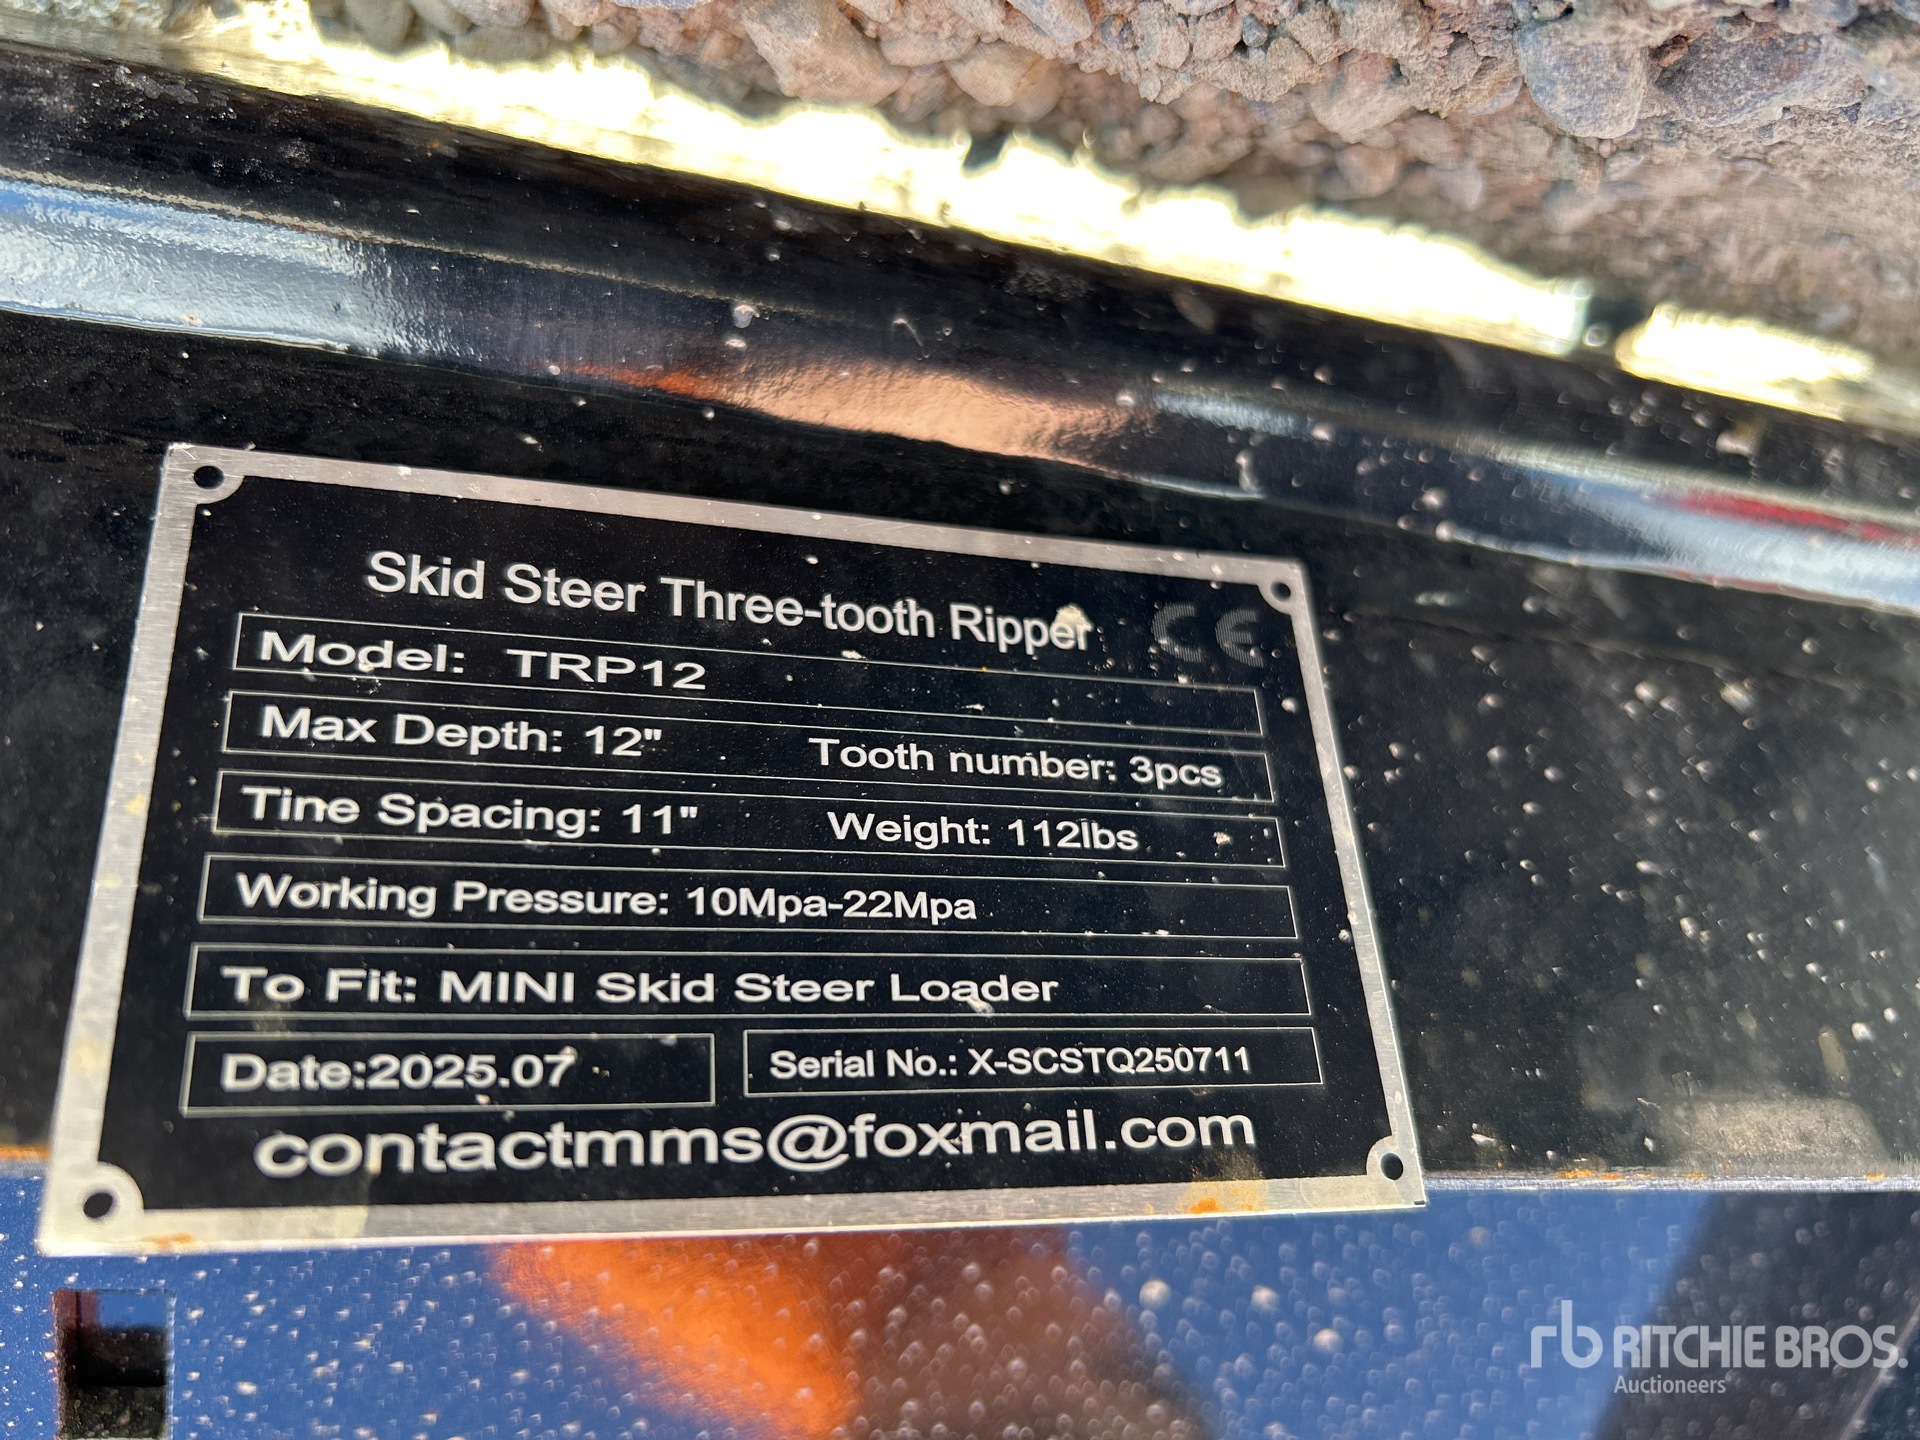 Skid Steer Three-tooth Ripper CE
Model: TRP12
Max Depth: 12" Tooth number: 3pcs
Tine Spacing: 11" Weight: 112lbs
Working Pressure: 10Mpa-22Mpa
To Fit: MINI Skid Steer Loader
Date:2025.07 Serial No.: X-SCSTQ250711
contactmms@foxmail.com
rb RITCHIE BROS.
Auctioneers